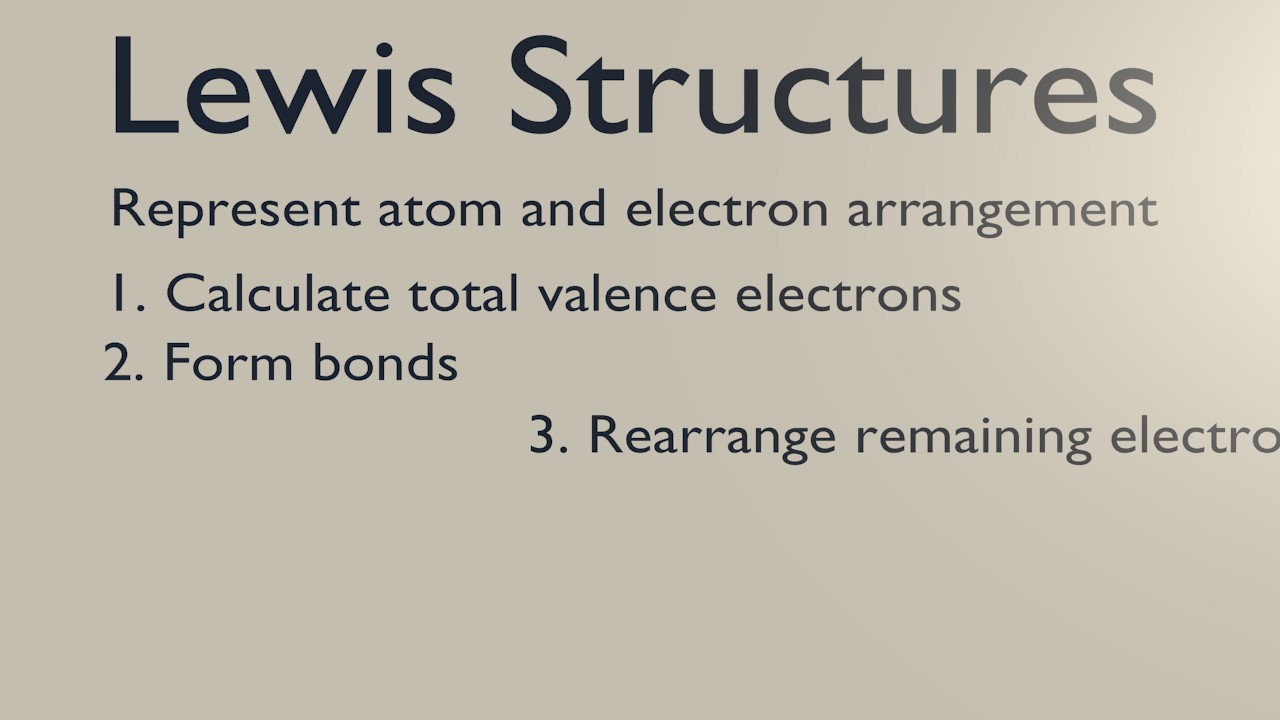 Lewis Structures
Represent atom and electron arrangement
1. Calculate total valence electrons
2. Form bonds
3. Rearrange remaining electro